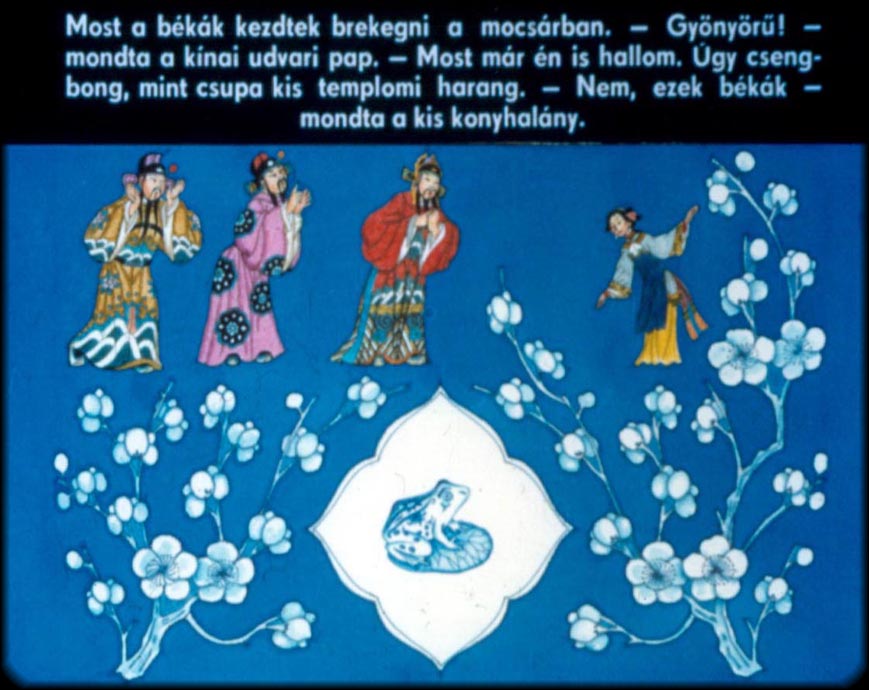 Most a békák kezdtek brekegni a mocsárban. — Gyönyörű! —
mondta a kínai udvari pap. — Most már én is hallom. Úgy cseng-
bong, mint csupa kis templomi harang. — Nem, ezek békák —
mondta a kis konyhalány.